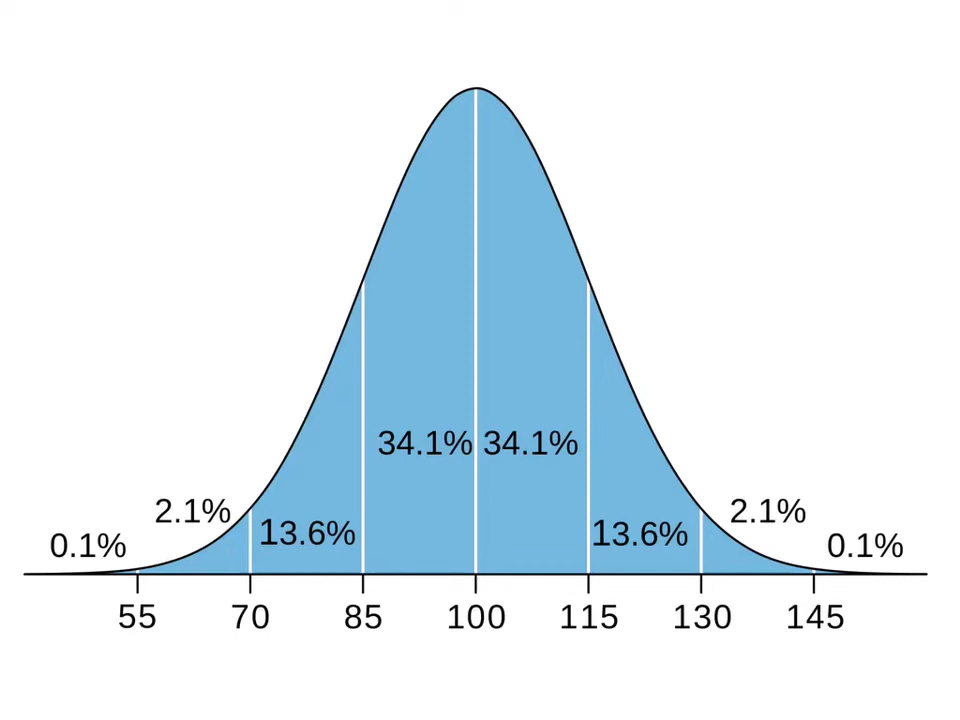 34.1% 34.1%
2.1% 2.1%
13.6% 13.6%
0.1% 0.1%
55 70 85 100 115 130 145